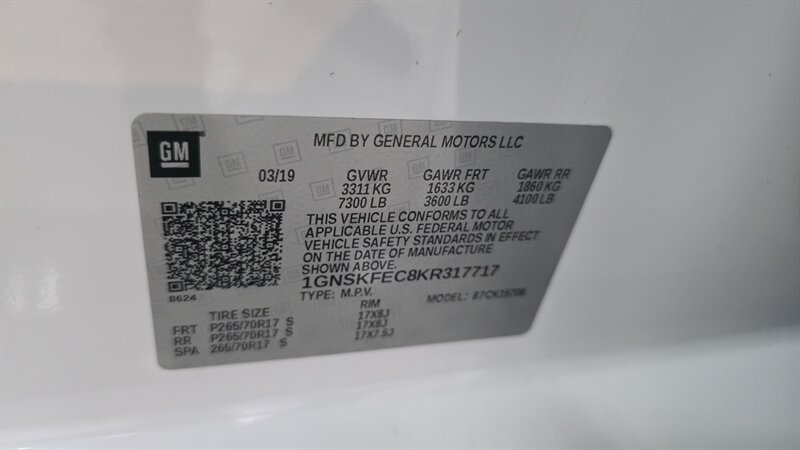 GM
MFD BY GENERAL MOTORS LLC
03/19 GVWR GAWR FRT GAWR RR
3311 KG 1633 KG 1860 KG
7300 LB 3600 LB 4100 LB
THIS VEHICLE CONFORMS TO ALL
APPLICABLE U.S. FEDERAL MOTOR
VEHICLE SAFETY STANDARDS IN EFFECT
ON THE DATE OF MANUFACTURE
SHOWN ABOVE.
8624
1GNSKFEC8KR317717
TYPE: M.P.V. MODEL:
TIRE SIZE RIM
FRT P265/70R17 S 17X8J
RR P265/70R17 S 17X8J
SPA 265/70R17 S 17X7.5J